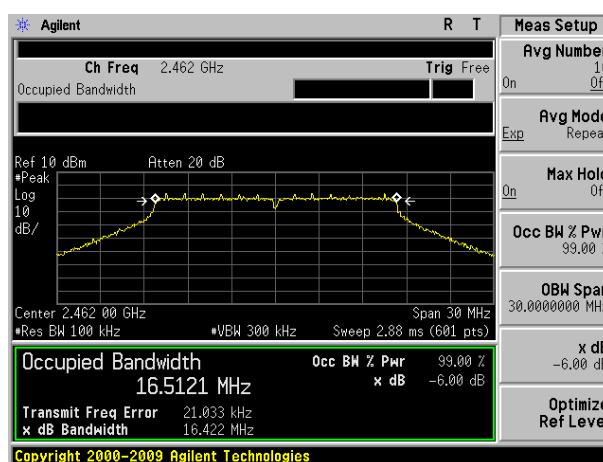 Agilent R T
Ch Freq 2.462 GHz Trig Free
Occupied Bandwidth
Ref 10 dBm Atten 20 dB
#Peak
Log
10
dB/
Center 2.462 00 GHz Span 30 MHz
#Res BW 100 kHz #VBW 300 kHz Sweep 2.88 ms (601 pts)
Occupied Bandwidth Occ BW % Pwr 99.00 %
16.5121 MHz x dB -6.00 dB
Transmit Freq Error 21.033 kHz
x dB Bandwidth 16.422 MHz
Copyright 2000-2009 Agilent Technologies
Meas Setup
Avg Number
10
On Of
Avg Mode
Exp Repea
Max Hold
On Of
Occ BW % Pwr
99.00
OBW Span
30.0000000 MH
x dB
-6.00 d
Optimize
Ref Leve